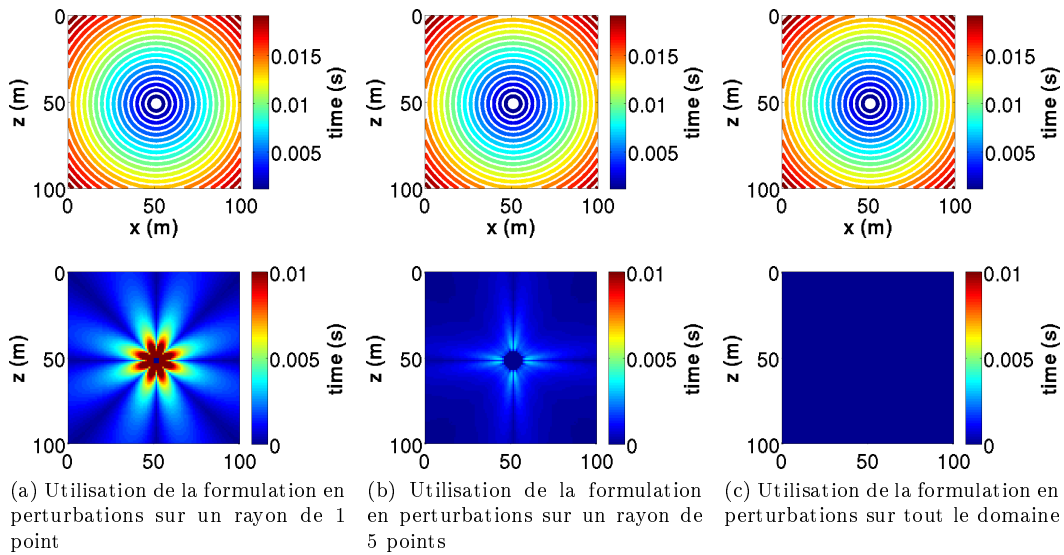 0
50
100
z (m)
0
50
100
x (m)
0.015
0.01
0.005
time (s)
0
50
100
z (m)
0
50
100
x (m)
0.015
0.01
0.005
time (s)
0
50
100
z (m)
0
50
100
x (m)
0.015
0.01
0.005
time (s)
0
50
100
z (m)
0
50
100
0.01
0.005
0
time (s)
0
50
100
z (m)
0
50
100
0.01
0.005
0
time (s)
0
50
100
z (m)
0
50
100
0.01
0.005
0
time (s)
(a) Utilisation de la formulation en
perturbations sur un rayon de 1
point
(b) Utilisation de la formulation
en perturbations sur un rayon de
5 points
(c) Utilisation de la formulation en
perturbations sur tout le domaine